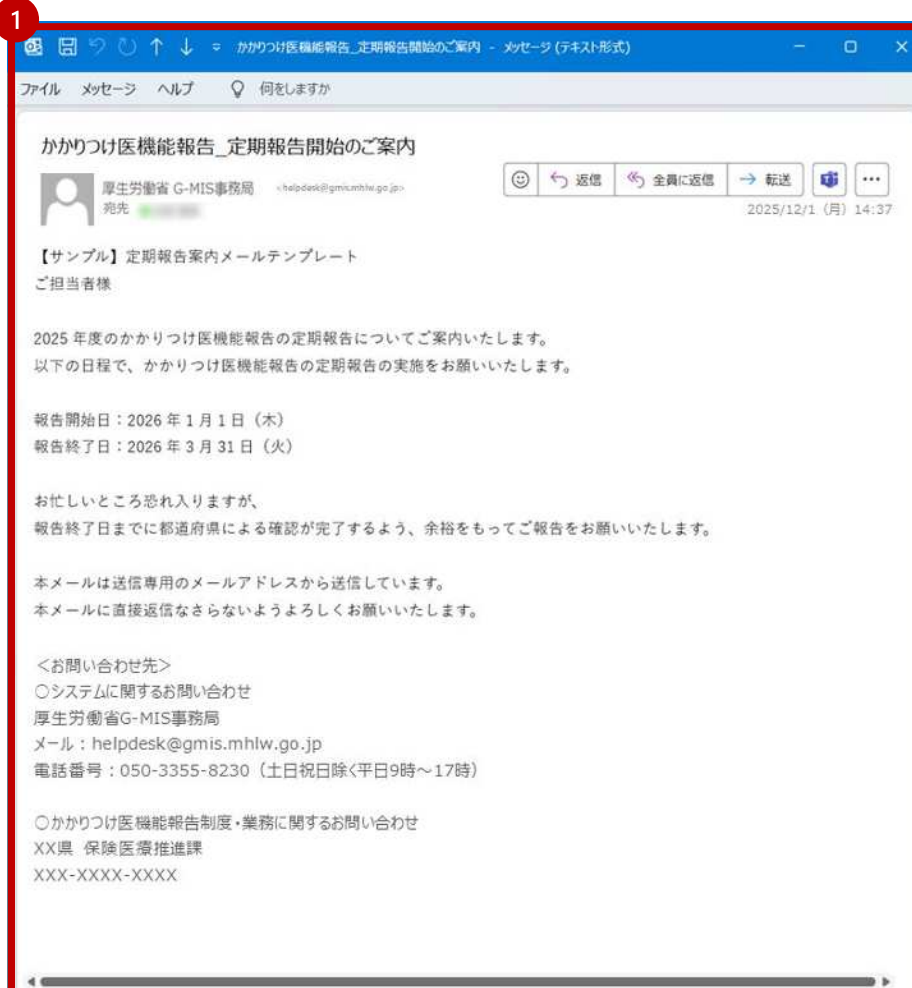 1
かかりつけ医機能報告_定期報告開始のご案内 - メッセージ (テキスト形式)
ファイル メッセージ ヘルプ 何をしますか
かかりつけ医機能報告_定期報告開始のご案内
厚生労働省 G-MIS事務局 <helpdesk@gmis.mhlw.go.jp>
返信 全員に返信 転送
宛先
2025/12/1 (月) 14:37
【サンプル】定期報告案内メールテンプレート
ご担当者様
2025 年度のかかりつけ医機能報告の定期報告についてご案内いたします。
以下の日程で、かかりつけ医機能報告の定期報告の実施をお願いいたします。
報告開始日：2026 年 1 月 1 日（木）
報告終了日：2026 年 3 月 31 日（火）
お忙しいところ恐れ入りますが、
報告終了日までに都道府県による確認が完了するよう、余裕をもってご報告をお願いいたします。
本メールは送信専用のメールアドレスから送信しています。
本メールに直接返信なさらないようよろしくお願いいたします。
＜お問い合わせ先＞
○システムに関するお問い合わせ
厚生労働省G-MIS事務局
メール：helpdesk@gmis.mhlw.go.jp
電話番号：050-3355-8230（土日祝日除く平日9時～17時）
○かかりつけ医機能報告制度・業務に関するお問い合わせ
XX県 保険医療推進課
XXX-XXXX-XXXX